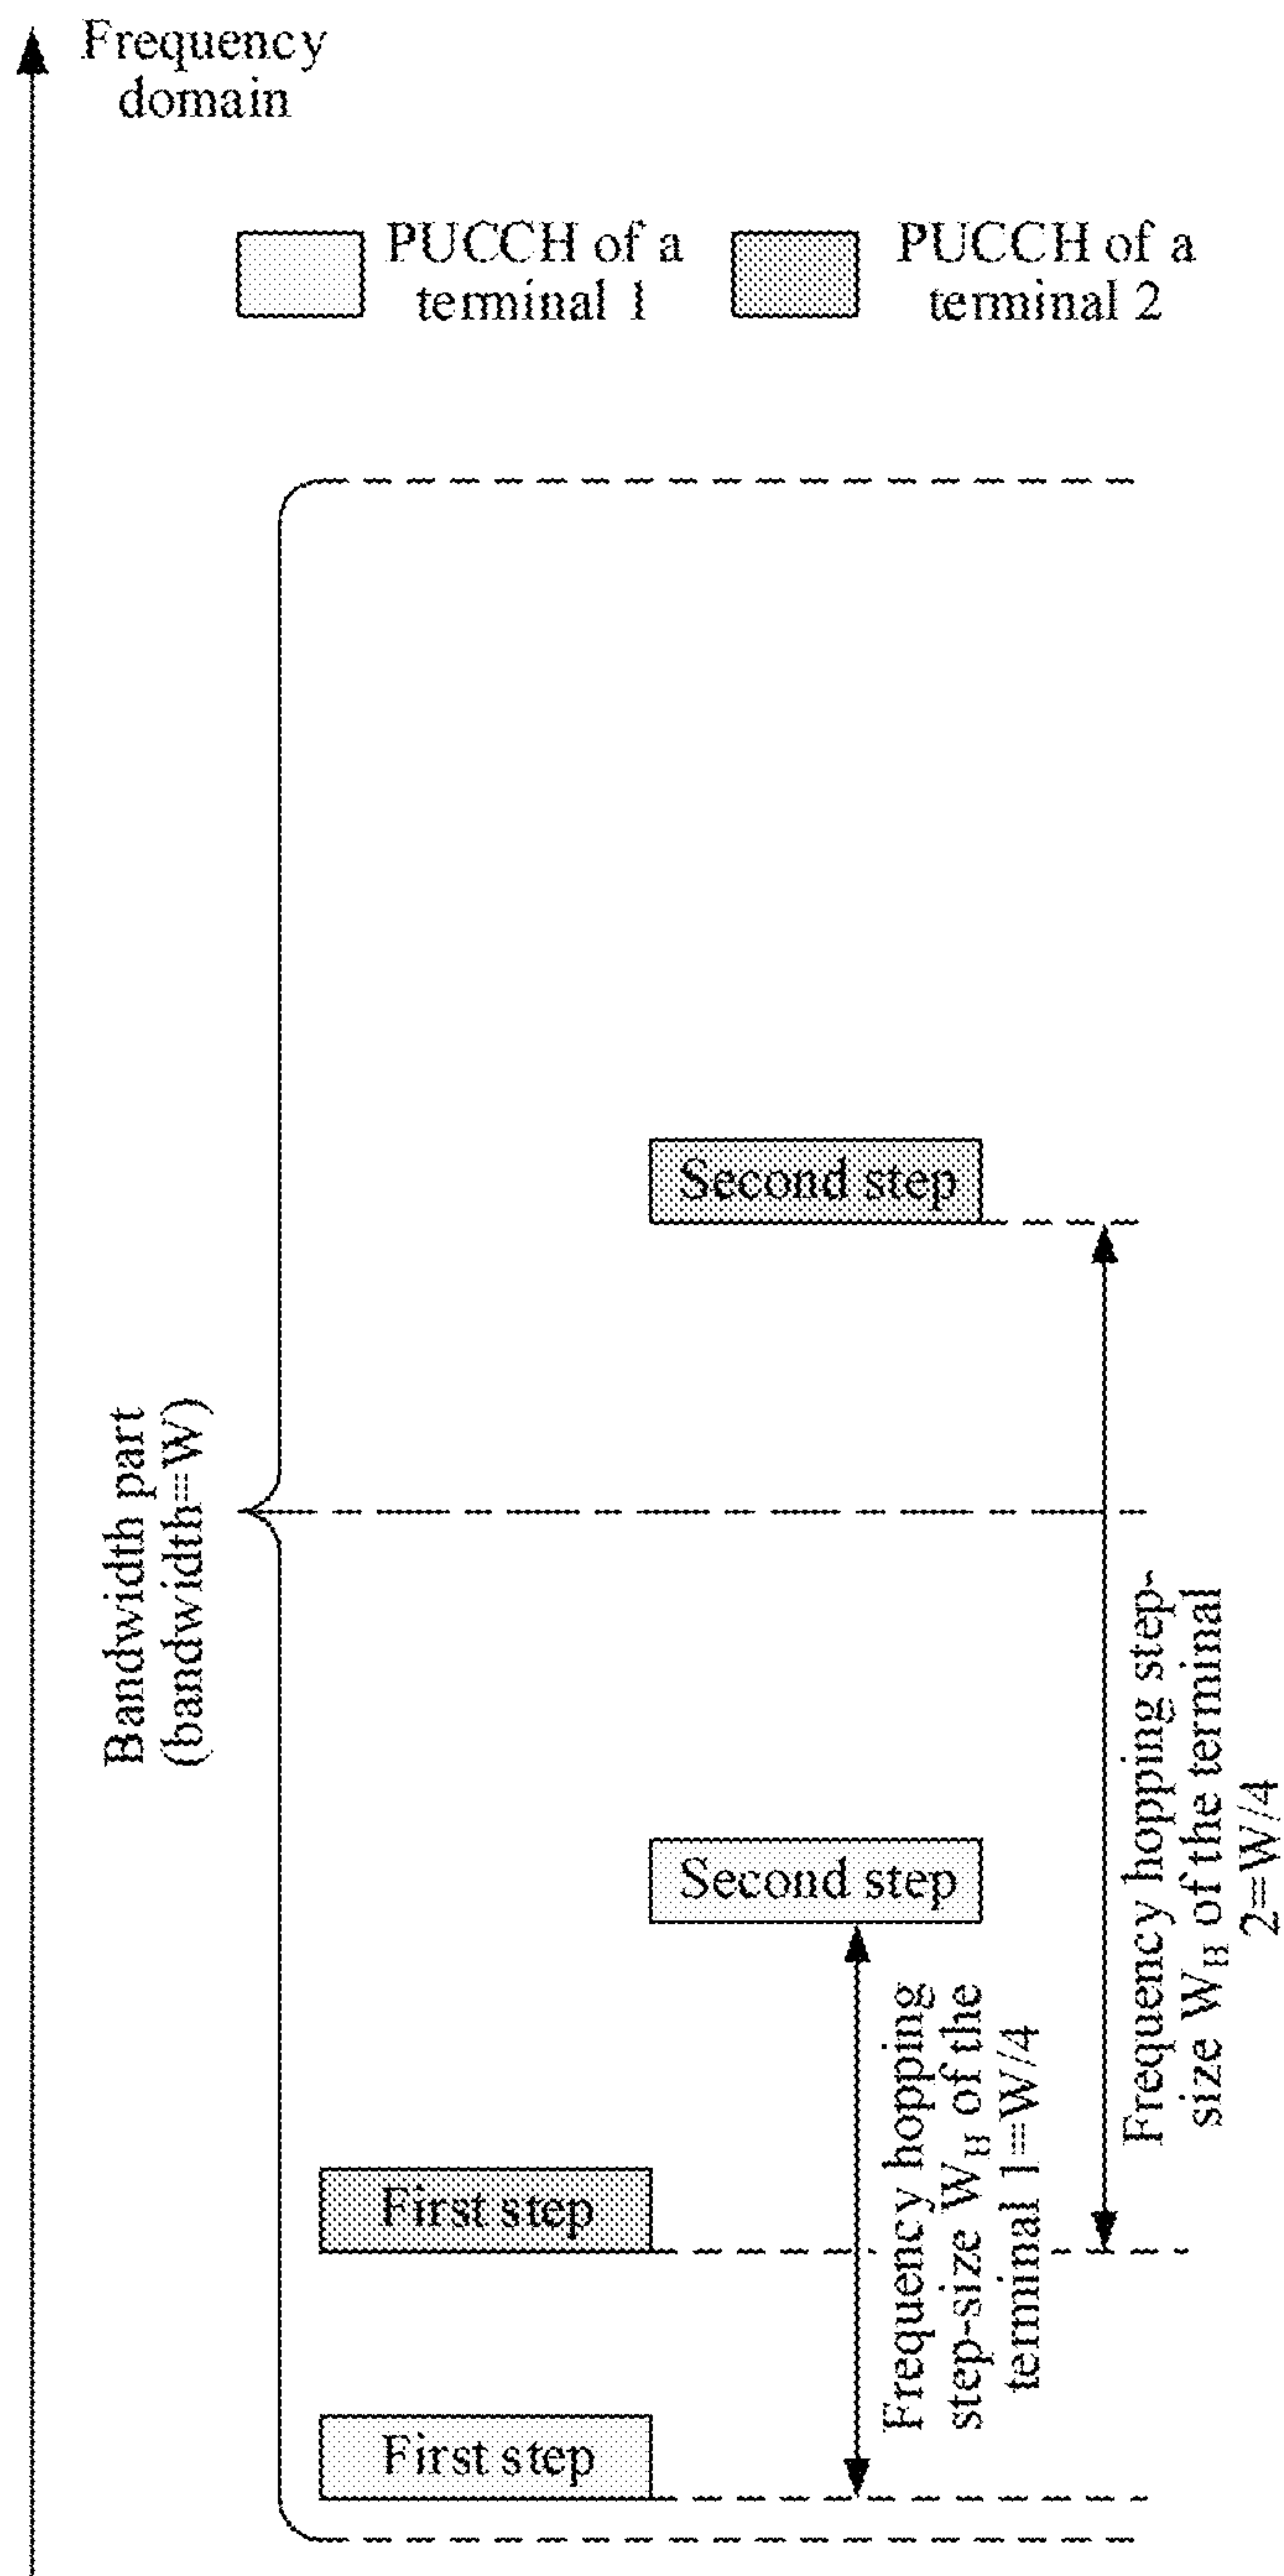 Frequency
domain
PUCCH of a
terminal 1
PUCCH of a
terminal 2
Second step
Bandwidth part
(bandwidth=W)
Frequency hopping step-
size W_H of the terminal
2=W/4
Second step
Frequency hopping
step-size W_H of the
terminal 1=W/4
First step
First step